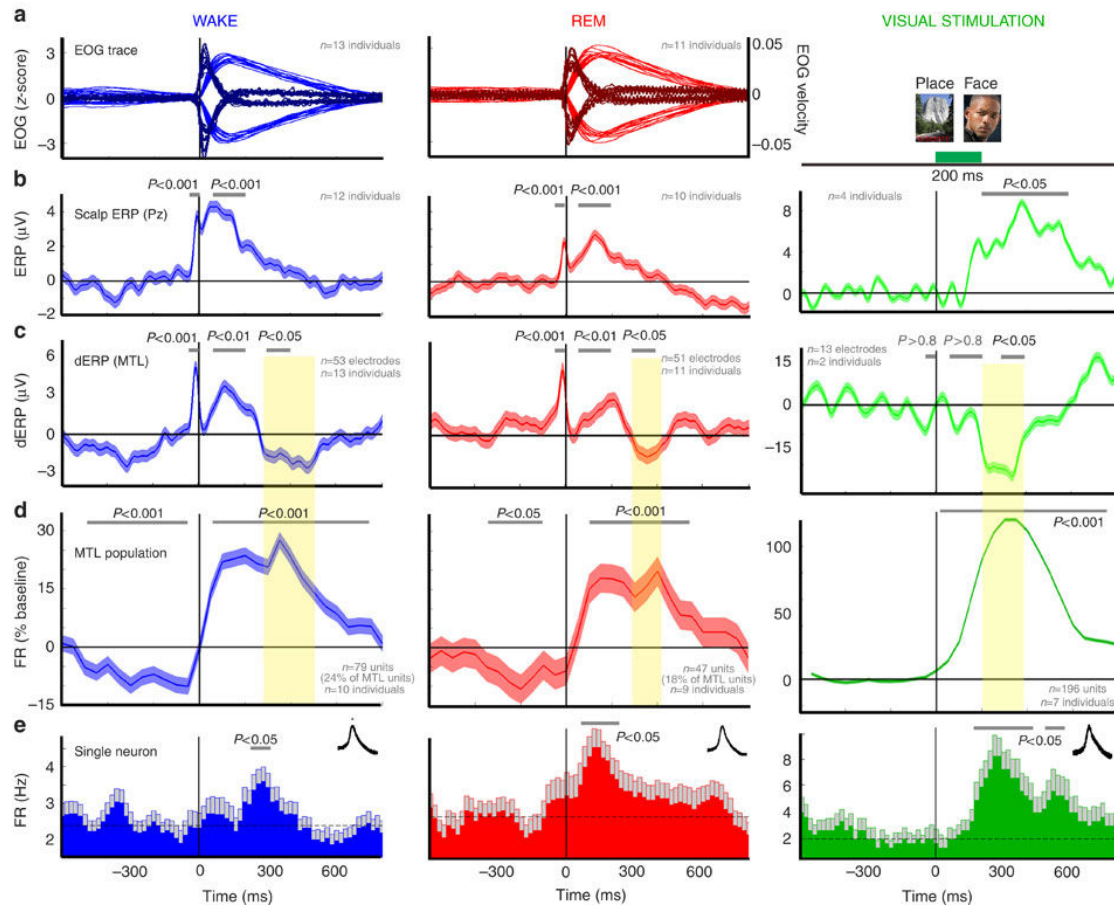 a
WAKE
REM
VISUAL STIMULATION
EOG trace
n=13 individuals
n=11 individuals
EOG (z-score)
3
0
−3
0.05
0
−0.05
EOG velocity
Place Face
200 ms
b
P<0.001 P<0.001
P<0.001 P<0.001
P<0.05
Scalp ERP (Pz)
n=12 individuals
n=10 individuals
n=4 individuals
ERP (µV)
4
2
0
−2
8
4
0
c
P<0.001 P<0.01 P<0.05
P<0.001 P<0.01 P<0.05
P>0.8 P>0.8 P<0.05
dERP (MTL)
n=53 electrodes
n=13 individuals
n=51 electrodes
n=11 individuals
n=13 electrodes
n=2 individuals
dERP (µV)
6
3
0
−3
15
0
−15
d
P<0.001 P<0.001
P<0.05 P<0.001
P<0.001
MTL population
FR (% baseline)
30
15
0
−15
100
50
0
n=79 units
(24% of MTL units)
n=10 individuals
n=47 units
(18% of MTL units)
n=9 individuals
n=196 units
n=7 individuals
e
Single neuron
P<0.05
P<0.05
P<0.05
FR (Hz)
4
3
2
8
6
4
2
−300 0 300 600
−300 0 300 600
−300 0 300 600
Time (ms)
Time (ms)
Time (ms)